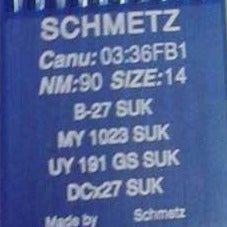 SCHMETZ
Canu: 03:36FB1
NM:90 SIZE:14
B-27 SUK
MY 1023 SUK
UY 191 GS SUK
DCx27 SUK
Made by Schmetz